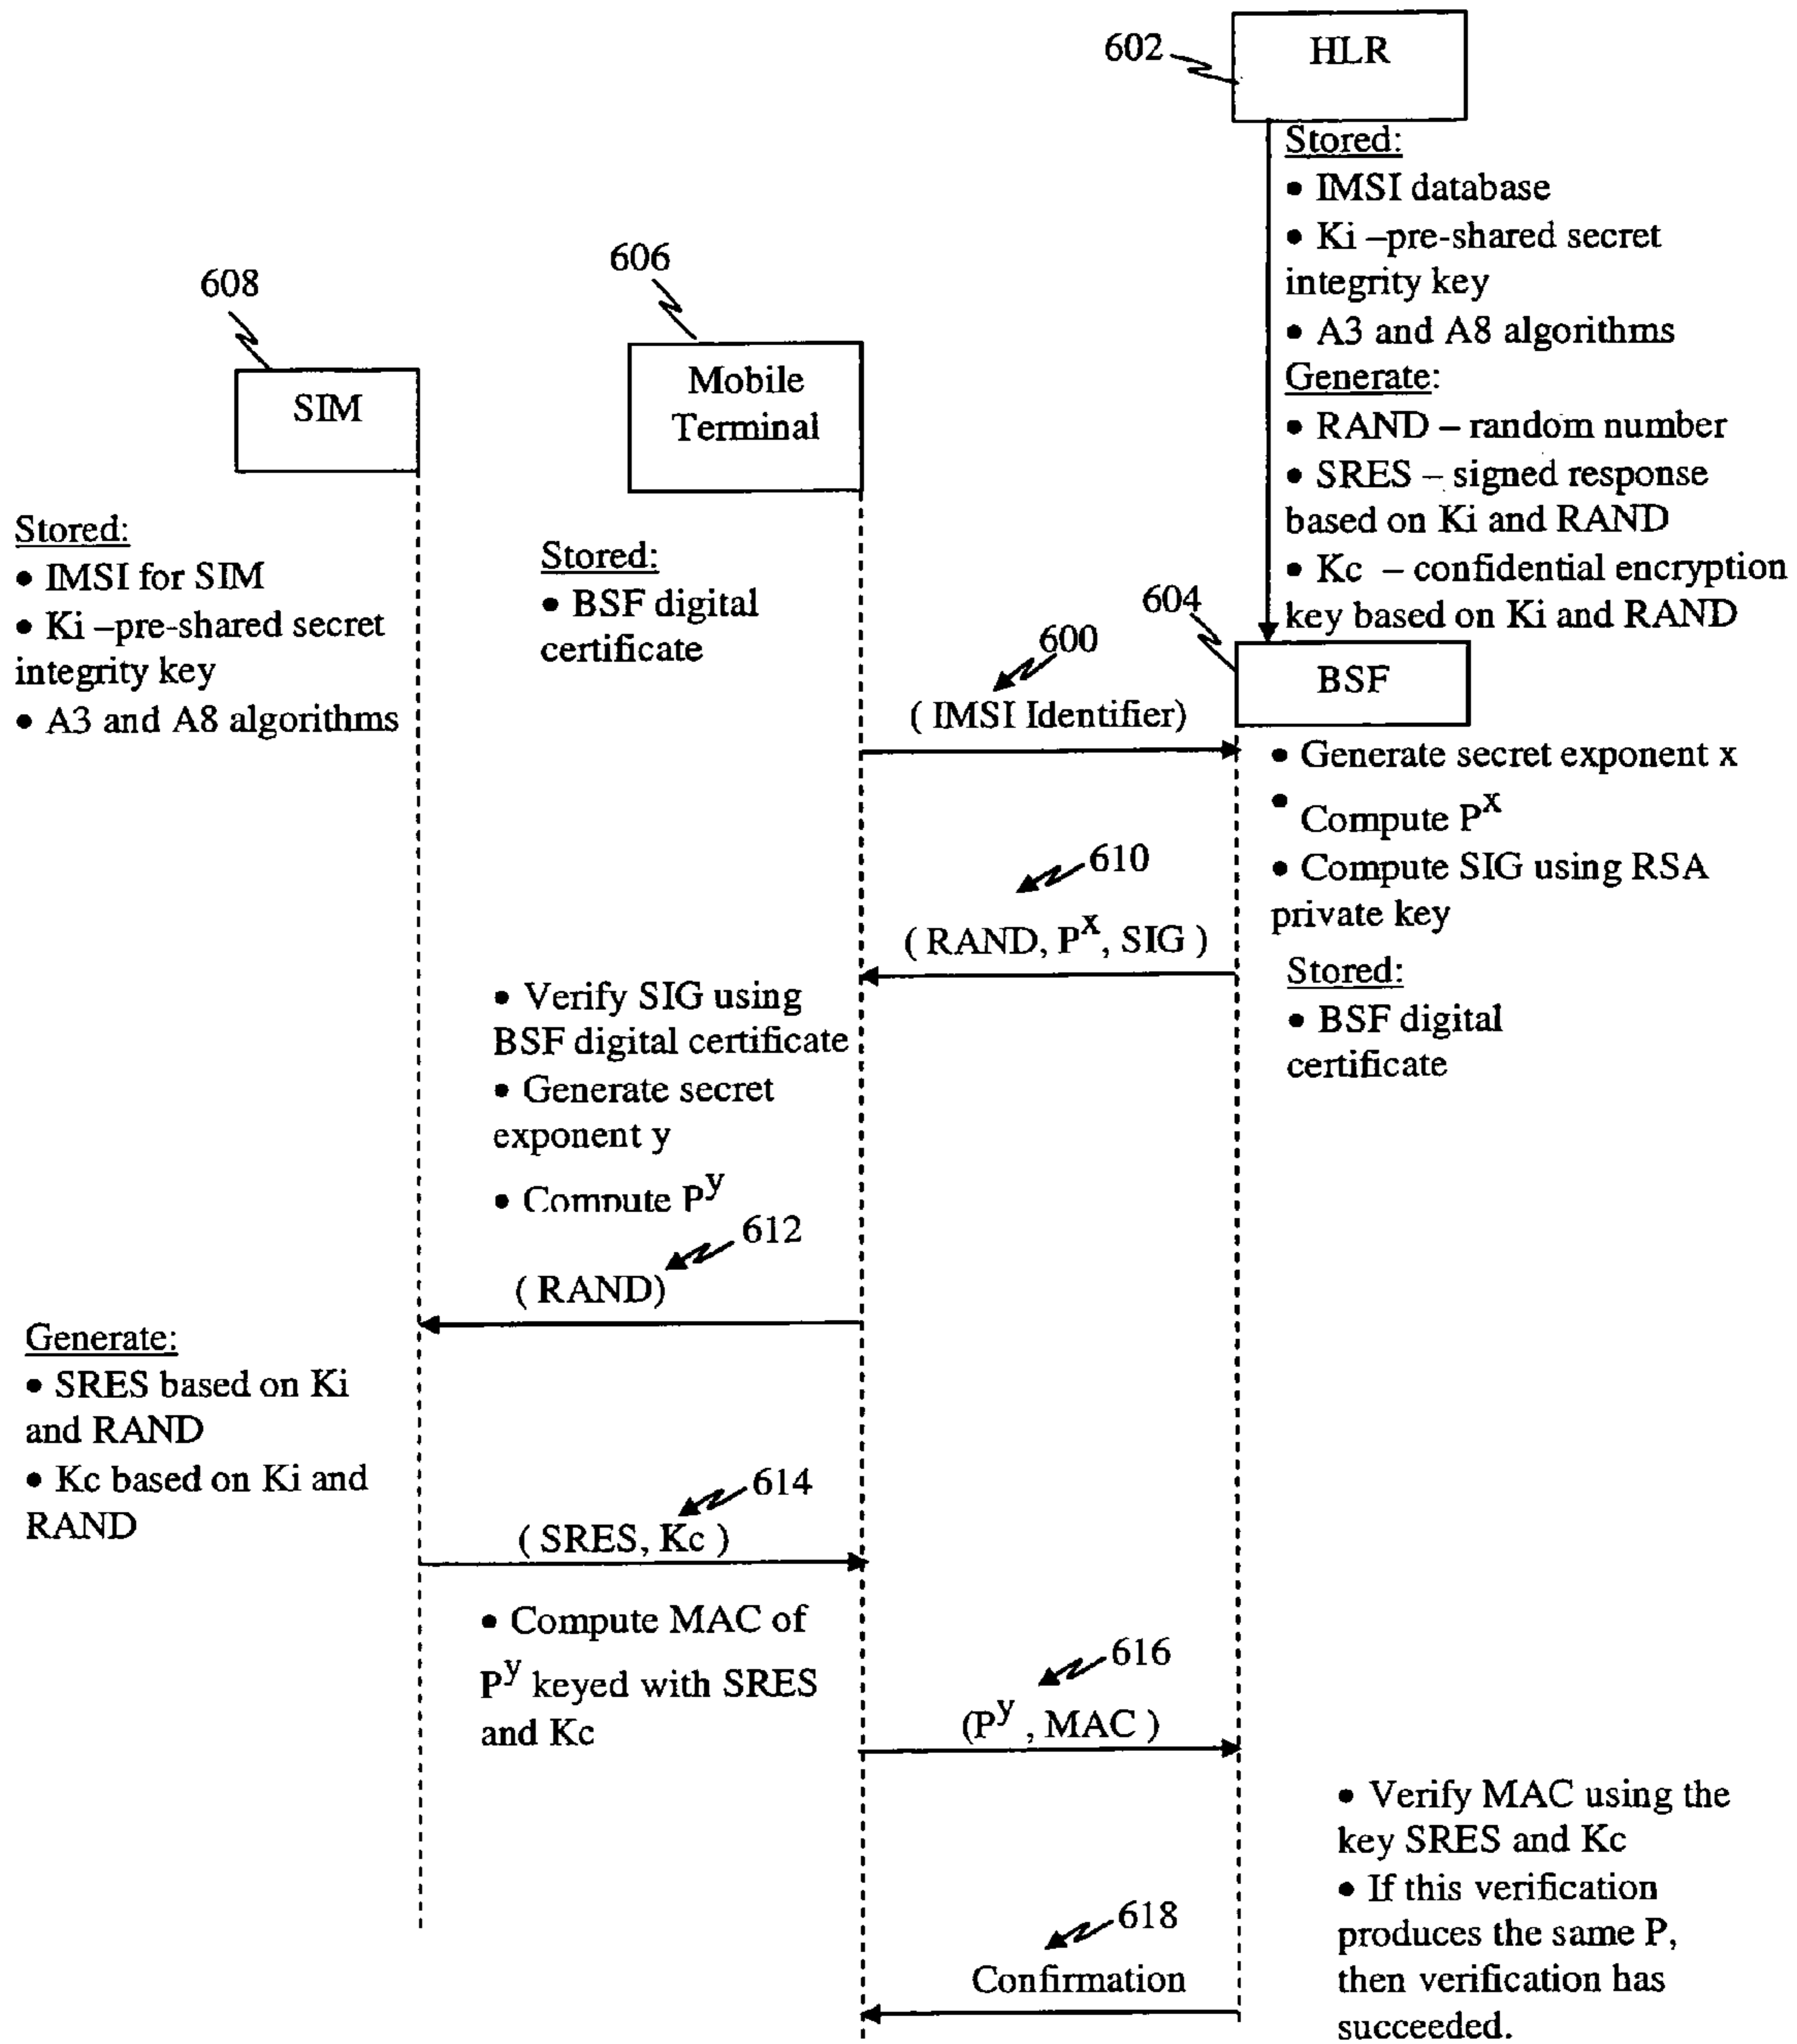 602
HLR
Stored:
• IMSI database
• Ki –pre-shared secret
integrity key
• A3 and A8 algorithms
Generate:
• RAND – random number
• SRES – signed response
based on Ki and RAND
• Kc – confidential encryption
key based on Ki and RAND
608
SIM
Stored:
• IMSI for SIM
• Ki –pre-shared secret
integrity key
• A3 and A8 algorithms
606
Mobile
Terminal
Stored:
• BSF digital
certificate
604
BSF
600
( IMSI Identifier)
• Generate secret exponent x
• Compute P^x
• Compute SIG using RSA
private key
Stored:
• BSF digital
certificate
610
( RAND, P^x, SIG )
• Verify SIG using
BSF digital certificate
• Generate secret
exponent y
• Compute P^y
612
( RAND)
Generate:
• SRES based on Ki
and RAND
• Kc based on Ki and
RAND
614
( SRES, Kc )
• Compute MAC of
P^y keyed with SRES
and Kc
616
(P^y , MAC )
• Verify MAC using the
key SRES and Kc
• If this verification
produces the same P,
then verification has
succeeded.
618
Confirmation